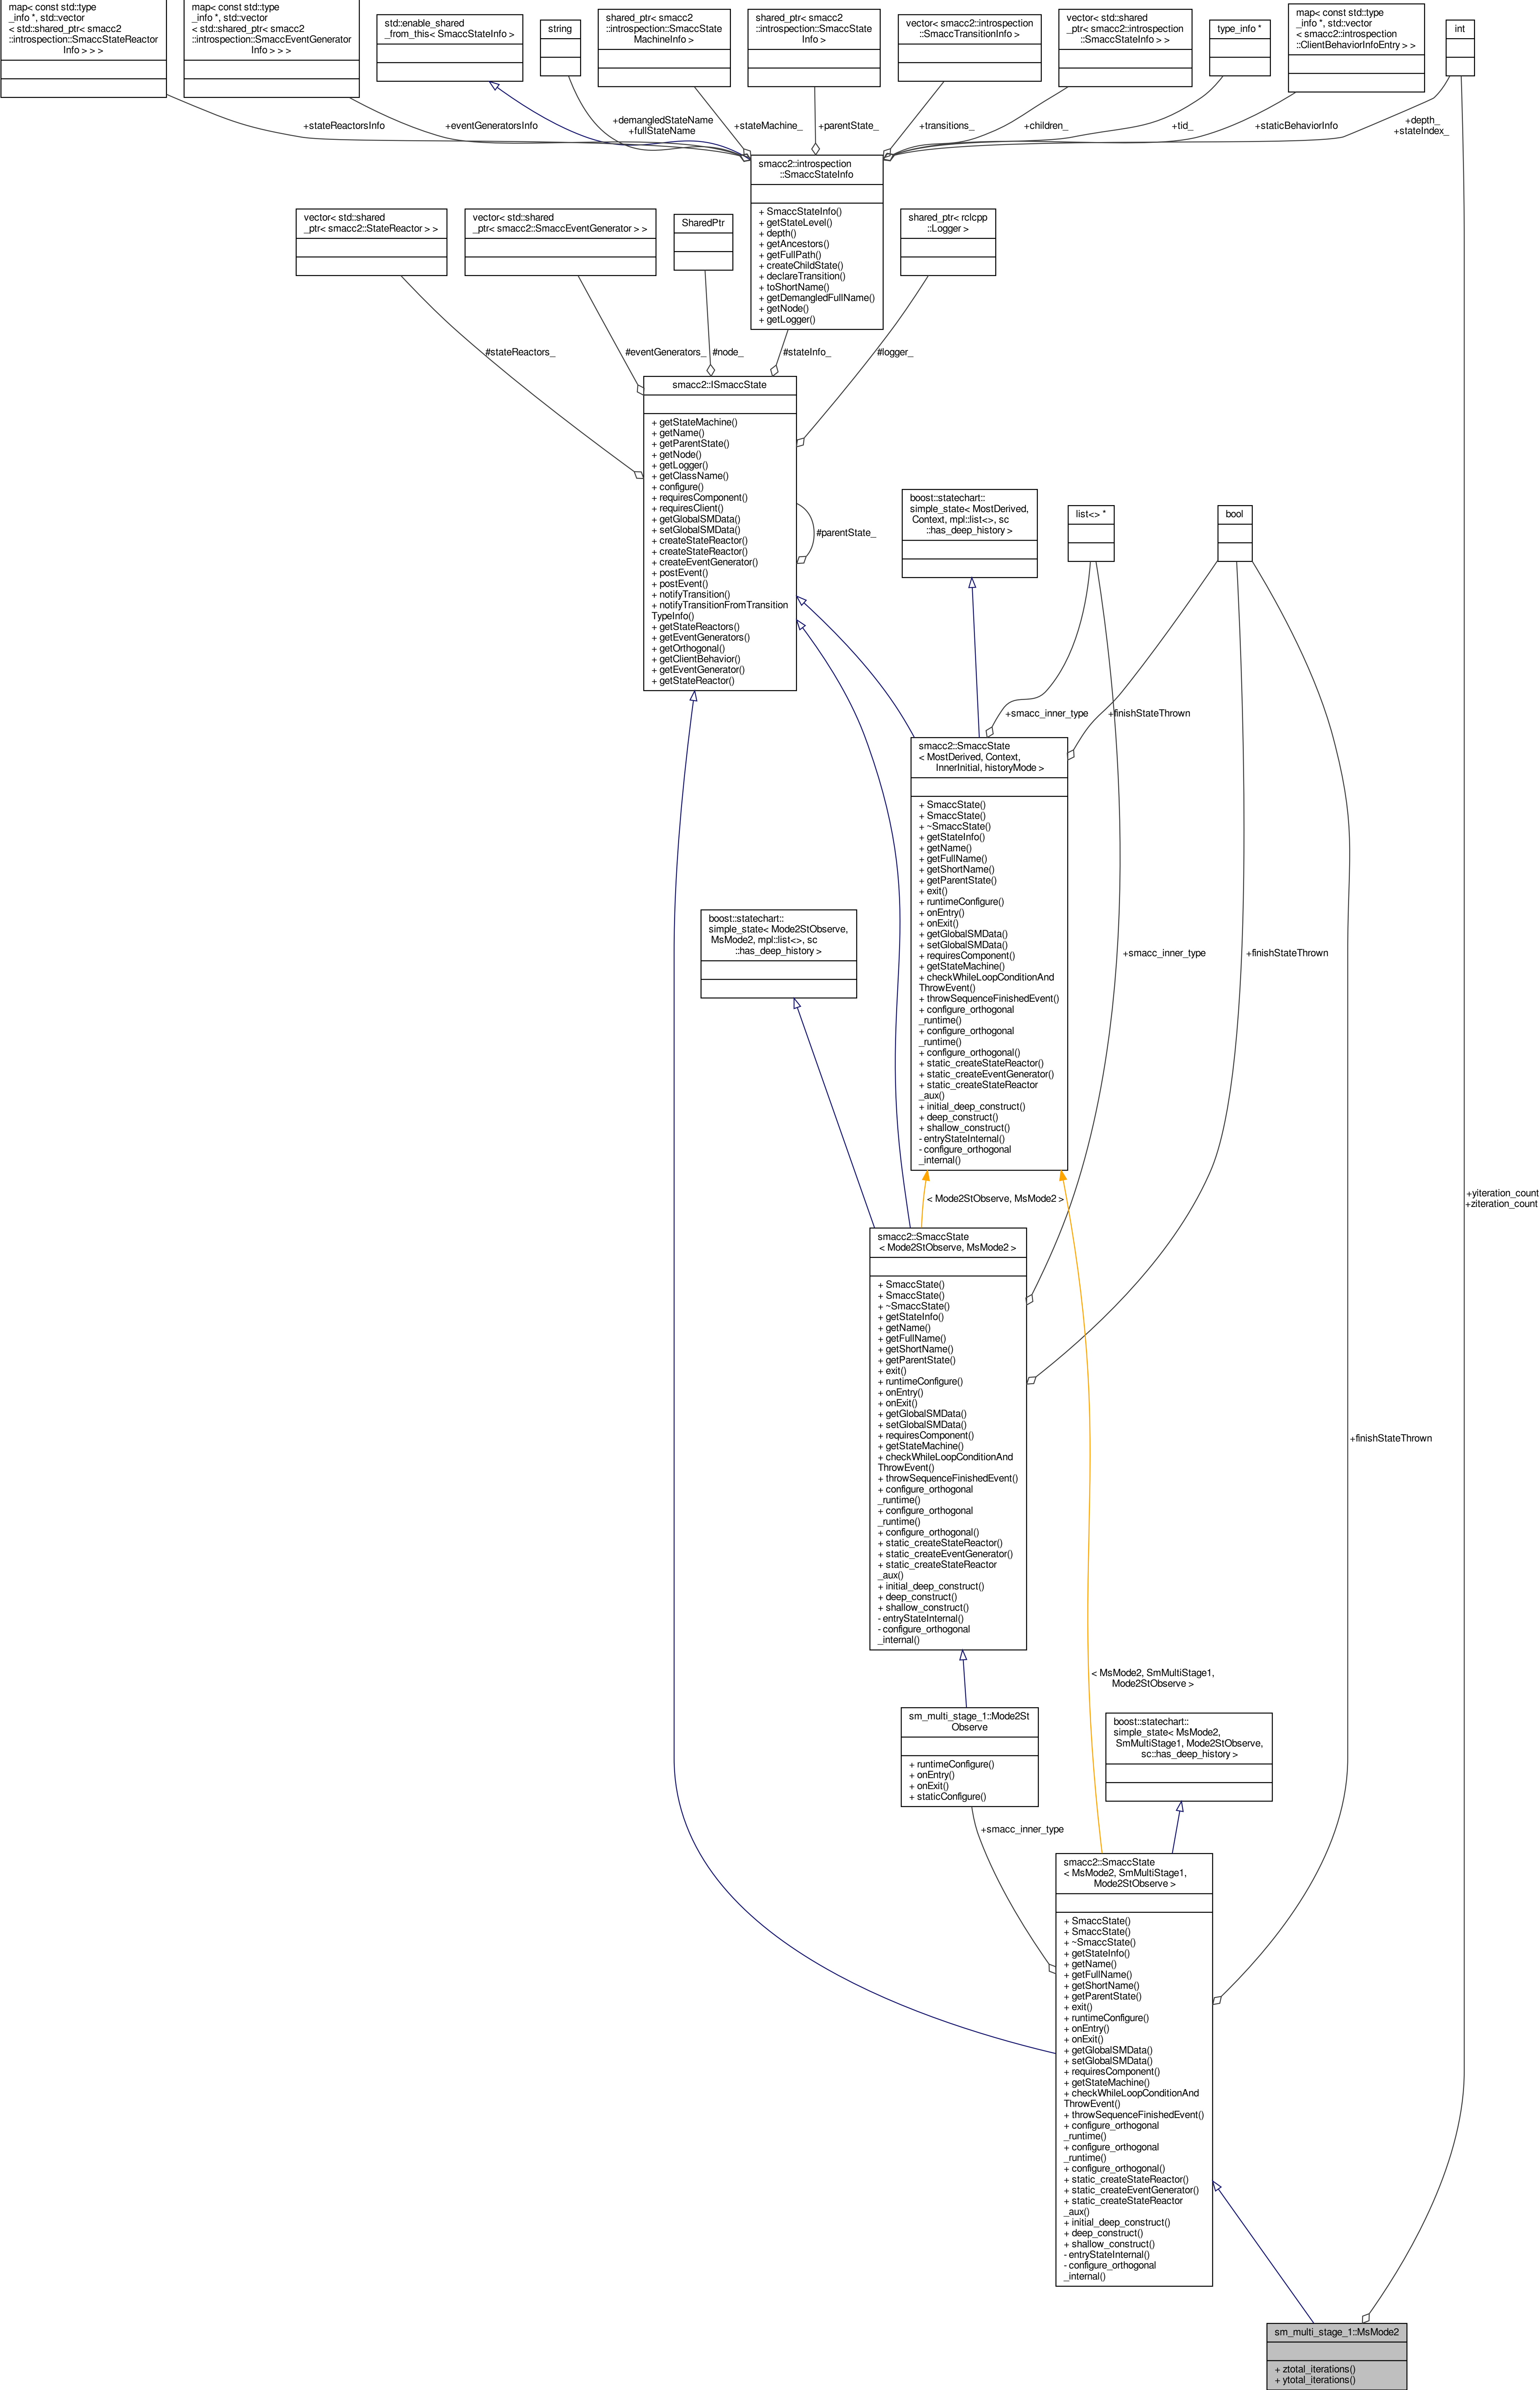 map< const std::type
_info *, std::vector
< std::shared_ptr< smacc2
::introspection::SmaccStateReactor
Info > > >
map< const std::type
_info *, std::vector
< std::shared_ptr< smacc2
::introspection::SmaccEventGenerator
Info > > >
std::enable_shared
_from_this< SmaccStateInfo >
string
shared_ptr< smacc2
::introspection::SmaccState
MachineInfo >
shared_ptr< smacc2
::introspection::SmaccState
Info >
vector< smacc2::introspection
::SmaccTransitionInfo >
vector< std::shared
_ptr< smacc2::introspection
::SmaccStateInfo > >
type_info *
map< const std::type
_info *, std::vector
< smacc2::introspection
::ClientBehaviorInfoEntry > >
int
+stateReactorsInfo
+eventGeneratorsInfo
+demangledStateName
+fullStateName
+stateMachine_
+parentState_
+transitions_
+children_
+tid_
+staticBehaviorInfo
+depth_
+stateIndex_
smacc2::introspection
::SmaccStateInfo
+ SmaccStateInfo()
+ getStateLevel()
+ depth()
+ getAncestors()
+ getFullPath()
+ createChildState()
+ declareTransition()
+ toShortName()
+ getDemangledFullName()
+ getNode()
+ getLogger()
vector< std::shared
_ptr< smacc2::StateReactor > >
vector< std::shared
_ptr< smacc2::SmaccEventGenerator > >
SharedPtr
shared_ptr< rclcpp
::Logger >
#stateReactors_
#eventGenerators_
#node_
#stateInfo_
#logger_
smacc2::ISmaccState
+ getStateMachine()
+ getName()
+ getParentState()
+ getNode()
+ getLogger()
+ getClassName()
+ configure()
+ requiresComponent()
+ requiresClient()
+ getGlobalSMData()
+ setGlobalSMData()
+ createStateReactor()
+ createStateReactor()
+ createEventGenerator()
+ postEvent()
+ postEvent()
+ notifyTransition()
+ notifyTransitionFromTransition
TypeInfo()
+ getStateReactors()
+ getEventGenerators()
+ getOrthogonal()
+ getClientBehavior()
+ getEventGenerator()
+ getStateReactor()
#parentState_
boost::statechart::
simple_state< MostDerived,
Context, mpl::list<>, sc
::has_deep_history >
list<> *
bool
+smacc_inner_type
+finishStateThrown
smacc2::SmaccState
< MostDerived, Context,
InnerInitial, historyMode >
+ SmaccState()
+ SmaccState()
+ ~SmaccState()
+ getStateInfo()
+ getName()
+ getFullName()
+ getShortName()
+ getParentState()
+ exit()
+ runtimeConfigure()
+ onEntry()
+ onExit()
+ getGlobalSMData()
+ setGlobalSMData()
+ requiresComponent()
+ getStateMachine()
+ checkWhileLoopConditionAnd
ThrowEvent()
+ throwSequenceFinishedEvent()
+ configure_orthogonal
_runtime()
+ configure_orthogonal
_runtime()
+ configure_orthogonal()
+ static_createStateReactor()
+ static_createEventGenerator()
+ static_createStateReactor
_aux()
+ initial_deep_construct()
+ deep_construct()
+ shallow_construct()
- entryStateInternal()
- configure_orthogonal
_internal()
boost::statechart::
simple_state< Mode2StObserve,
MsMode2, mpl::list<>, sc
::has_deep_history >
+smacc_inner_type
+finishStateThrown
< Mode2StObserve, MsMode2 >
+yiteration_count
+ziteration_count
smacc2::SmaccState
< Mode2StObserve, MsMode2 >
+ SmaccState()
+ SmaccState()
+ ~SmaccState()
+ getStateInfo()
+ getName()
+ getFullName()
+ getShortName()
+ getParentState()
+ exit()
+ runtimeConfigure()
+ onEntry()
+ onExit()
+ getGlobalSMData()
+ setGlobalSMData()
+ requiresComponent()
+ getStateMachine()
+ checkWhileLoopConditionAnd
ThrowEvent()
+ throwSequenceFinishedEvent()
+ configure_orthogonal
_runtime()
+ configure_orthogonal
_runtime()
+ configure_orthogonal()
+ static_createStateReactor()
+ static_createEventGenerator()
+ static_createStateReactor
_aux()
+ initial_deep_construct()
+ deep_construct()
+ shallow_construct()
- entryStateInternal()
- configure_orthogonal
_internal()
+finishStateThrown
< MsMode2, SmMultiStage1,
Mode2StObserve >
sm_multi_stage_1::Mode2St
Observe
+ runtimeConfigure()
+ onEntry()
+ onExit()
+ staticConfigure()
boost::statechart::
simple_state< MsMode2,
SmMultiStage1, Mode2StObserve,
sc::has_deep_history >
+smacc_inner_type
smacc2::SmaccState
< MsMode2, SmMultiStage1,
Mode2StObserve >
+ SmaccState()
+ SmaccState()
+ ~SmaccState()
+ getStateInfo()
+ getName()
+ getFullName()
+ getShortName()
+ getParentState()
+ exit()
+ runtimeConfigure()
+ onEntry()
+ onExit()
+ getGlobalSMData()
+ setGlobalSMData()
+ requiresComponent()
+ getStateMachine()
+ checkWhileLoopConditionAnd
ThrowEvent()
+ throwSequenceFinishedEvent()
+ configure_orthogonal
_runtime()
+ configure_orthogonal
_runtime()
+ configure_orthogonal()
+ static_createStateReactor()
+ static_createEventGenerator()
+ static_createStateReactor
_aux()
+ initial_deep_construct()
+ deep_construct()
+ shallow_construct()
- entryStateInternal()
- configure_orthogonal
_internal()
sm_multi_stage_1::MsMode2
+ ztotal_iterations()
+ ytotal_iterations()